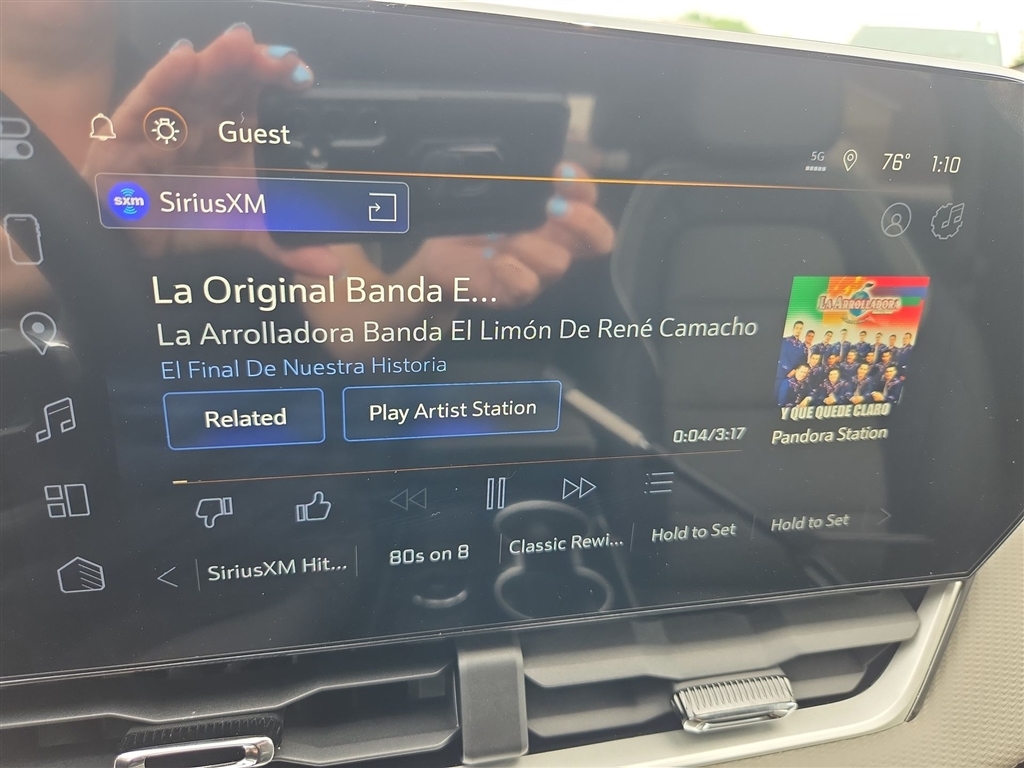 Guest
5G
76° 1:10
sxm SiriusXM
La Original Banda E...
La Arrolladora Banda El Limón De René Camacho
El Final De Nuestra Historia
Related
Play Artist Station
0:04/3:17
LA ARROLLADORA
Y QUE QUEDE CLARO
Pandora Station
SiriusXM Hit...
80s on 8
Classic Rewi...
Hold to Set
Hold to Set